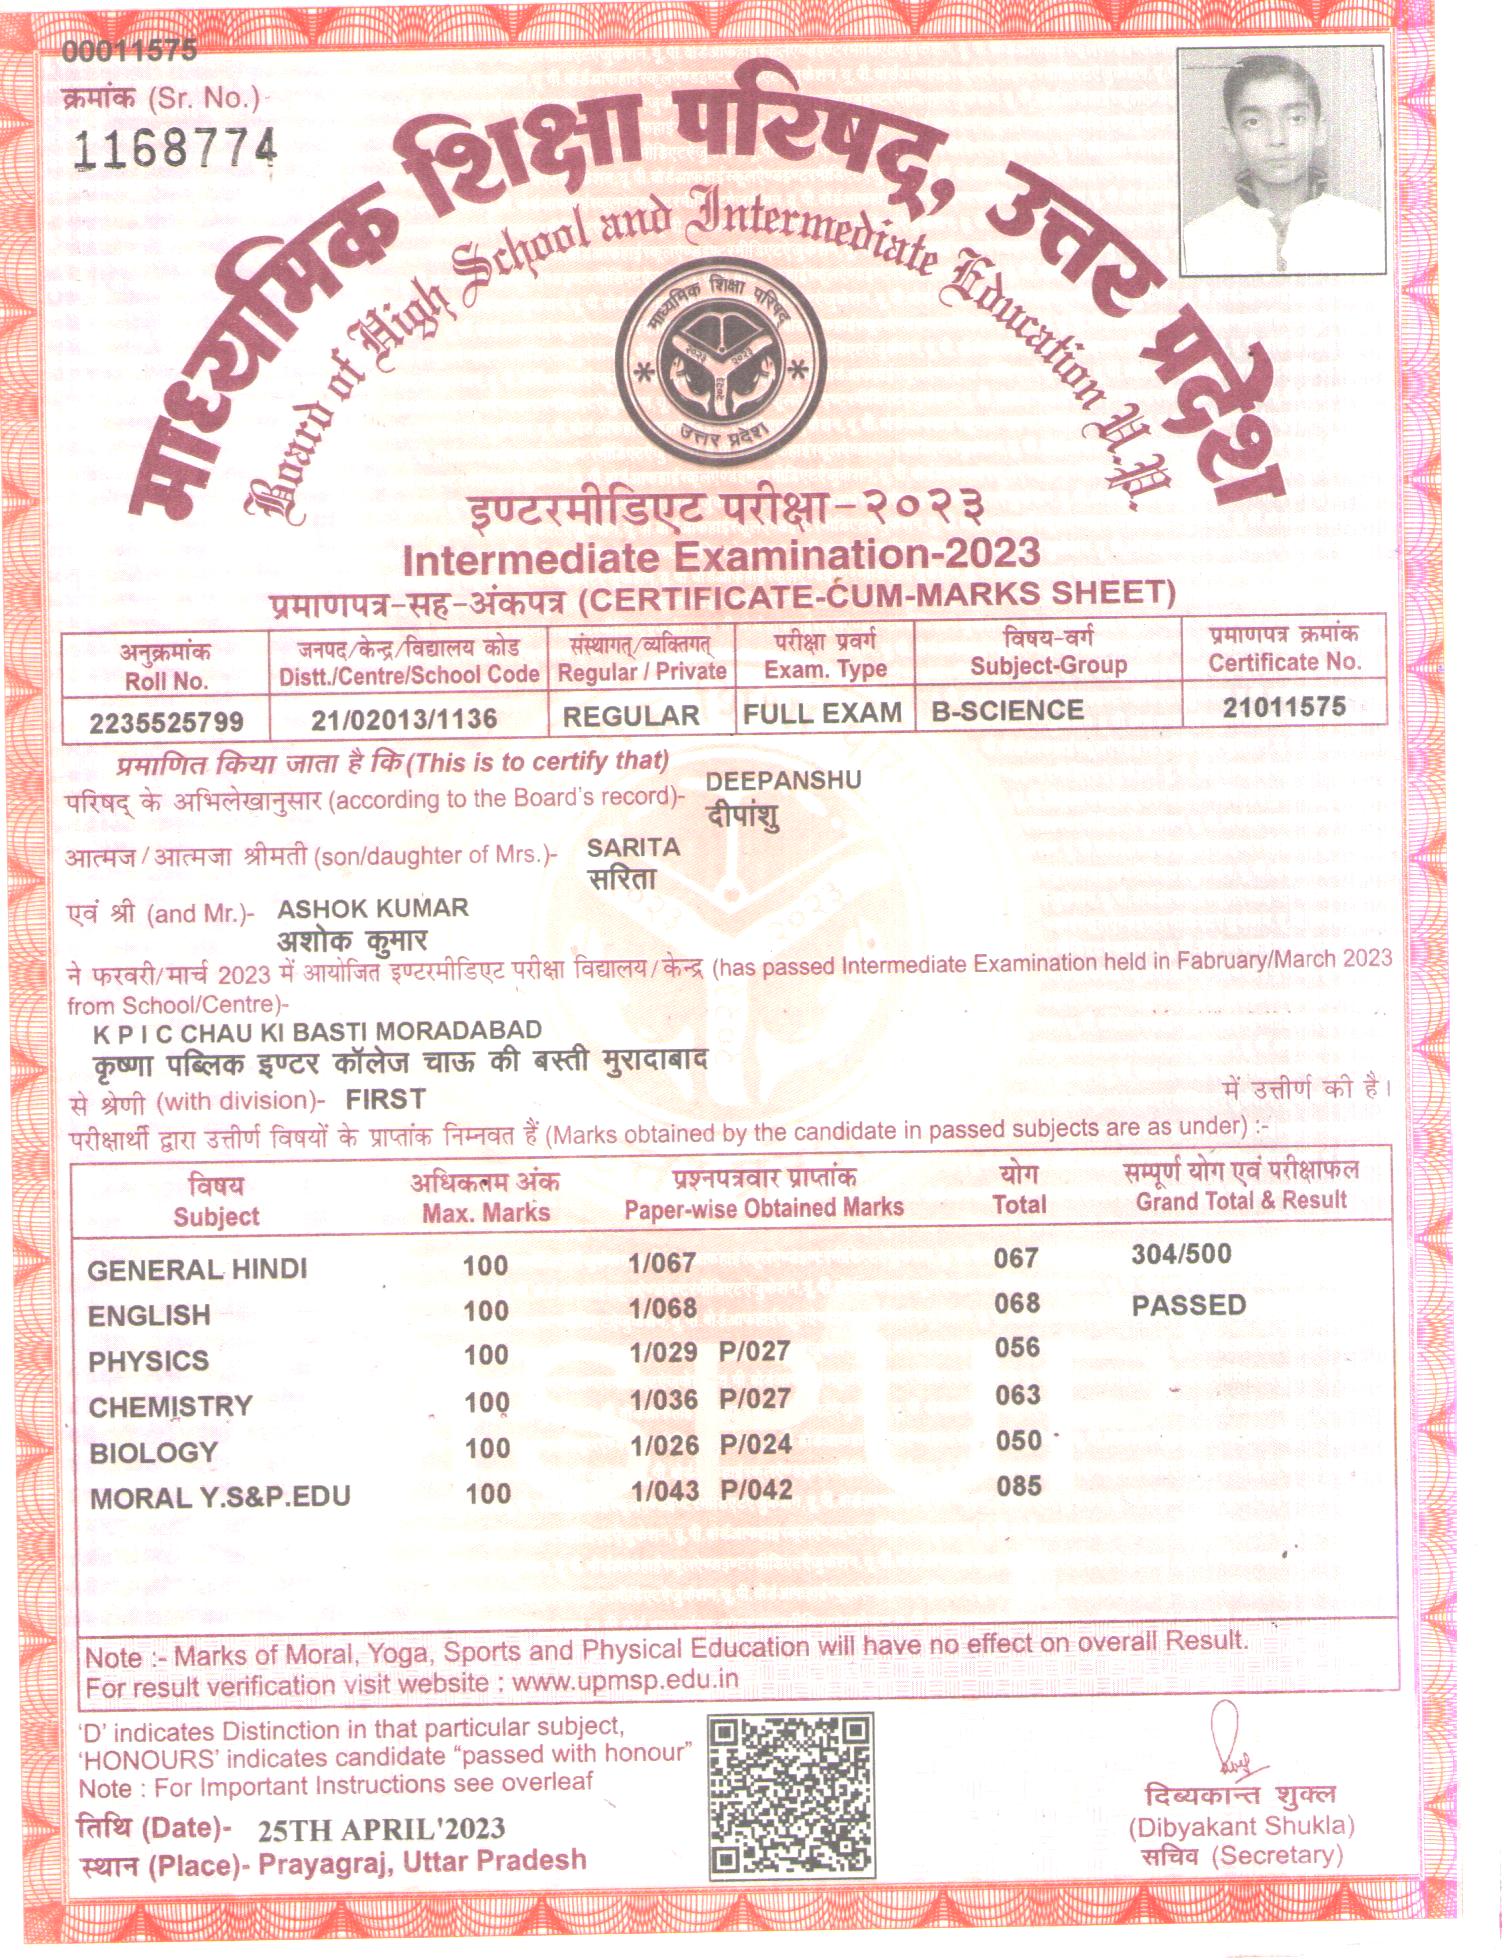 00011575
क्रमांक (Sr. No.)-
1168774
माध्यमिक शिक्षा परिषद्, उत्तर प्रदेश
Board of High School and Intermediate Education U.P.
माध्यमिक शिक्षा परिषद्
२०२३ २०२३
२०२३
उत्तर प्रदेश
इण्टरमीडिएट परीक्षा-२०२३
Intermediate Examination-2023
प्रमाणपत्र-सह-अंकपत्र (CERTIFICATE-CUM-MARKS SHEET)
अनुक्रमांक जनपद/केन्द्र/विद्यालय कोड संस्थागत/व्यक्तिगत परीक्षा प्रवर्ग विषय-वर्ग प्रमाणपत्र क्रमांक
Roll No. Distt./Centre/School Code Regular / Private Exam. Type Subject-Group Certificate No.
2235525799 21/02013/1136 REGULAR FULL EXAM B-SCIENCE 21011575
प्रमाणित किया जाता है कि (This is to certify that)
परिषद् के अभिलेखानुसार (according to the Board's record)- DEEPANSHU
दीपांशु
आत्मज/आत्मजा श्रीमती (son/daughter of Mrs.)- SARITA
सरिता
एवं श्री (and Mr.)- ASHOK KUMAR
अशोक कुमार
ने फरवरी/मार्च 2023 में आयोजित इण्टरमीडिएट परीक्षा विद्यालय/केन्द्र (has passed Intermediate Examination held in Fabruary/March 2023
from School/Centre)-
K P I C CHAU KI BASTI MORADABAD
कृष्णा पब्लिक इण्टर कॉलेज चाऊ की बस्ती मुरादाबाद
से श्रेणी (with division)- FIRST में उत्तीर्ण की है।
परीक्षार्थी द्वारा उत्तीर्ण विषयों के प्राप्तांक निम्नवत हैं (Marks obtained by the candidate in passed subjects are as under) :-
विषय अधिकतम अंक प्रश्नपत्रवार प्राप्तांक योग सम्पूर्ण योग एवं परीक्षाफल
Subject Max. Marks Paper-wise Obtained Marks Total Grand Total & Result
GENERAL HINDI 100 1/067 067 304/500
ENGLISH 100 1/068 068 PASSED
PHYSICS 100 1/029 P/027 056
CHEMISTRY 100 1/036 P/027 063
BIOLOGY 100 1/026 P/024 050
MORAL Y.S&P.EDU 100 1/043 P/042 085
Note :- Marks of Moral, Yoga, Sports and Physical Education will have no effect on overall Result.
For result verification visit website : www.upmsp.edu.in
'D' indicates Distinction in that particular subject,
'HONOURS' indicates candidate "passed with honour"
Note : For Important Instructions see overleaf
तिथि (Date)- 25TH APRIL'2023
स्थान (Place)- Prayagraj, Uttar Pradesh
दिब्यकान्त शुक्ल
(Dibyakant Shukla)
सचिव (Secretary)